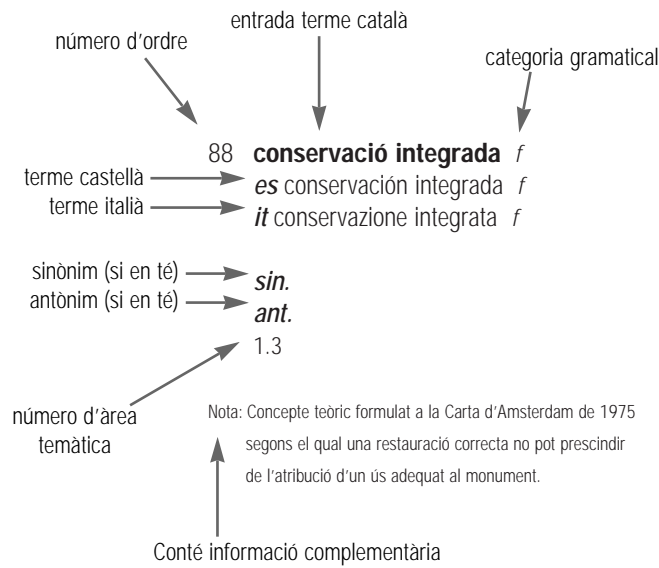 entrada terme català
número d'ordre
categoria gramatical
88 conservació integrada f
terme castellà es conservación integrada f
terme italià it conservazione integrata f
sinònim (si en té) sin.
antònim (si en té) ant.
1.3
número d'àrea
temàtica
Nota: Concepte teòric formulat a la Carta d'Amsterdam de 1975
segons el qual una restauració correcta no pot prescindir
de l'atribució d'un ús adequat al monument.
Conté informació complementària